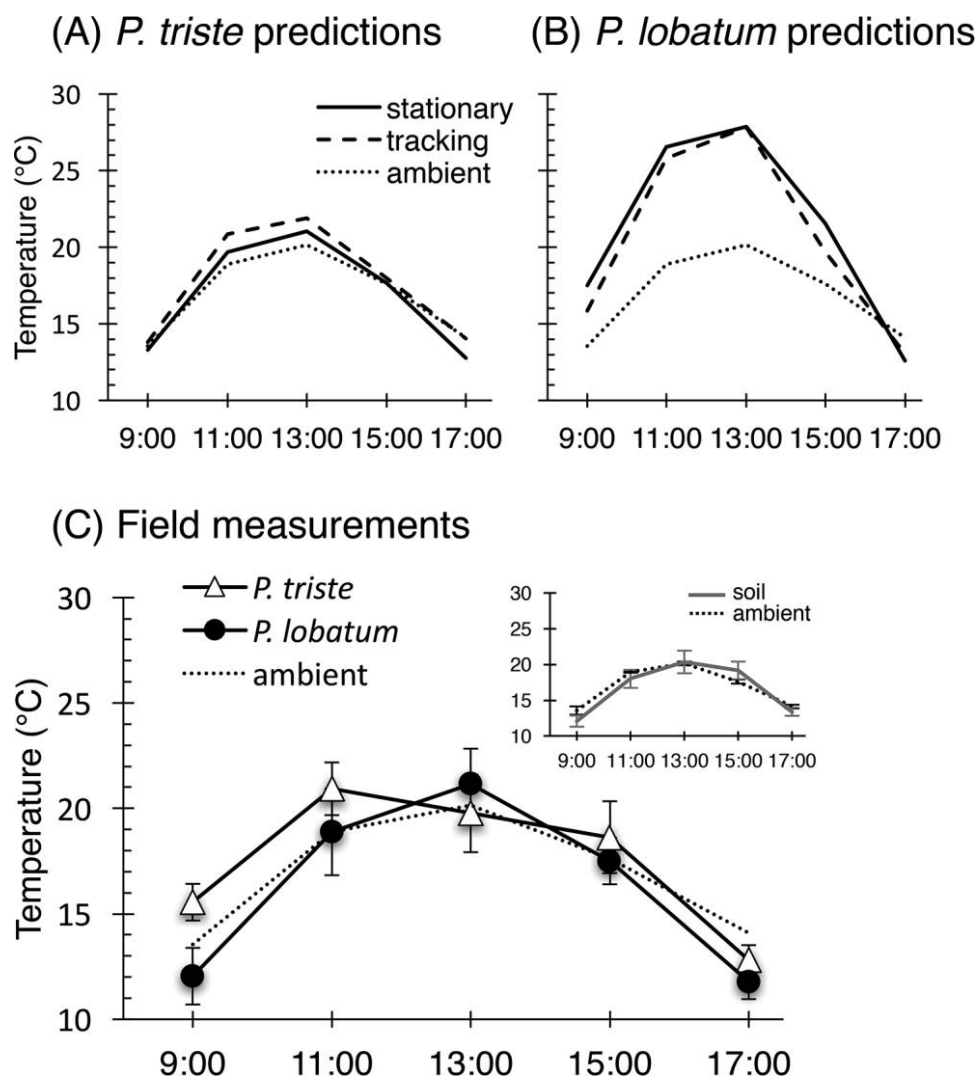 (A) P. triste predictions
(B) P. lobatum predictions
Temperature (°C)
30
25
20
15
10
stationary
tracking
ambient
9:00 11:00 13:00 15:00 17:00
9:00 11:00 13:00 15:00 17:00
(C) Field measurements
Temperature (°C)
30
25
20
15
10
P. triste
P. lobatum
ambient
30
25
20
15
10
soil
ambient
9:00 11:00 13:00 15:00 17:00
9:00 11:00 13:00 15:00 17:00